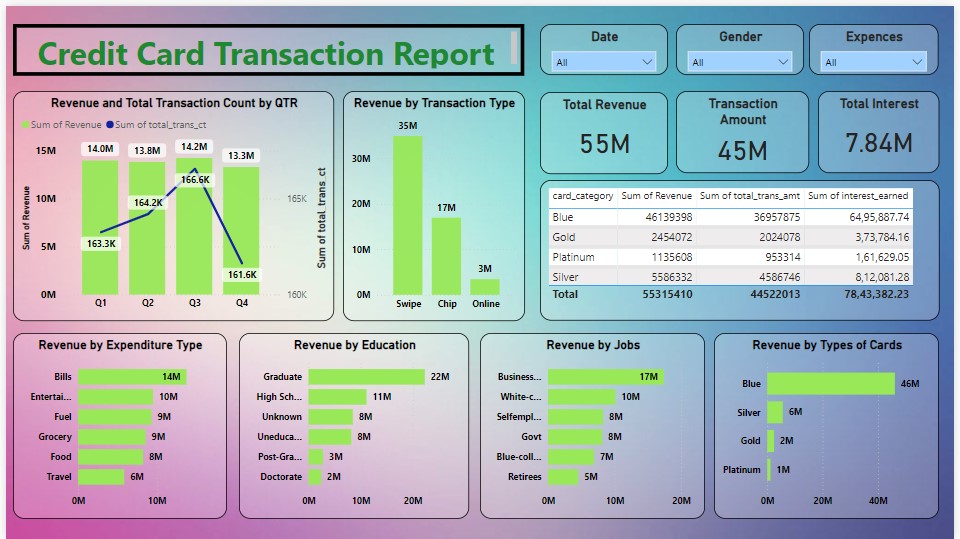 Credit Card Transaction Report
Date
All
Gender
All
Expences
All
Revenue and Total Transaction Count by QTR
Sum of Revenue Sum of total_trans_ct
Sum of Revenue
15M
10M
5M
0M
14.0M
13.8M
14.2M
13.3M
163.3K
164.2K
166.6K
161.6K
165K
160K
Sum of total_trans_ct
Q1 Q2 Q3 Q4
Revenue by Transaction Type
30M
20M
10M
0M
35M
17M
3M
Swipe Chip Online
Total Revenue
55M
Transaction
Amount
45M
Total Interest
7.84M
card_category Sum of Revenue Sum of total_trans_amt Sum of interest_earned
Blue 46139398 36957875 64,95,887.74
Gold 2454072 2024078 3,73,784.16
Platinum 1135608 953314 1,61,629.05
Silver 5586332 4586746 8,12,081.28
Total 55315410 44522013 78,43,382.23
Revenue by Expenditure Type
Bills 14M
Entertai... 10M
Fuel 9M
Grocery 9M
Food 8M
Travel 6M
0M 10M
Revenue by Education
Graduate 22M
High Sch... 11M
Unknown 8M
Uneduca... 8M
Post-Gra... 3M
Doctorate 2M
0M 10M 20M
Revenue by Jobs
Business... 17M
White-c... 10M
Selfempl... 8M
Govt 8M
Blue-coll... 7M
Retirees 5M
0M 10M 20M
Revenue by Types of Cards
Blue 46M
Silver 6M
Gold 2M
Platinum 1M
0M 20M 40M